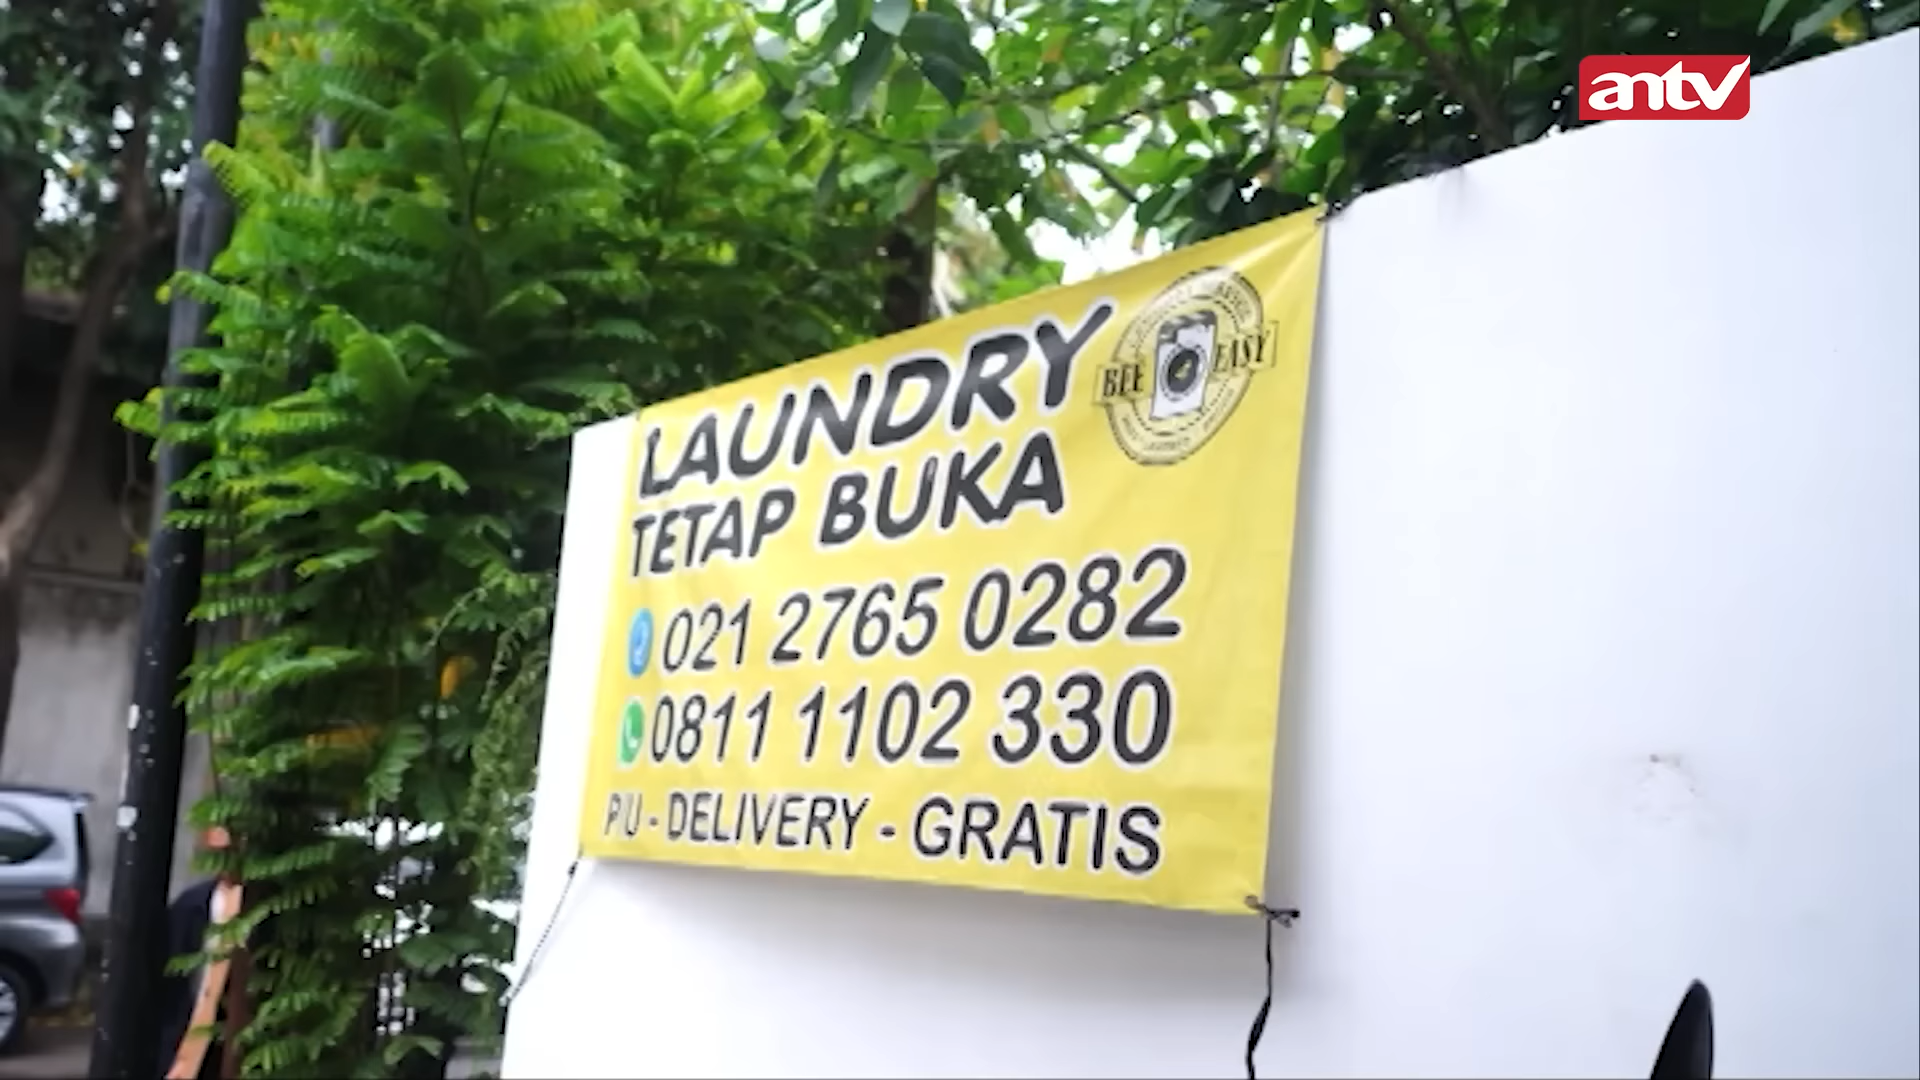 antv
LAUNDRY
TETAP BUKA
BEE EASY
021 2765 0282
0811 1102 330
P/U - DELIVERY - GRATIS